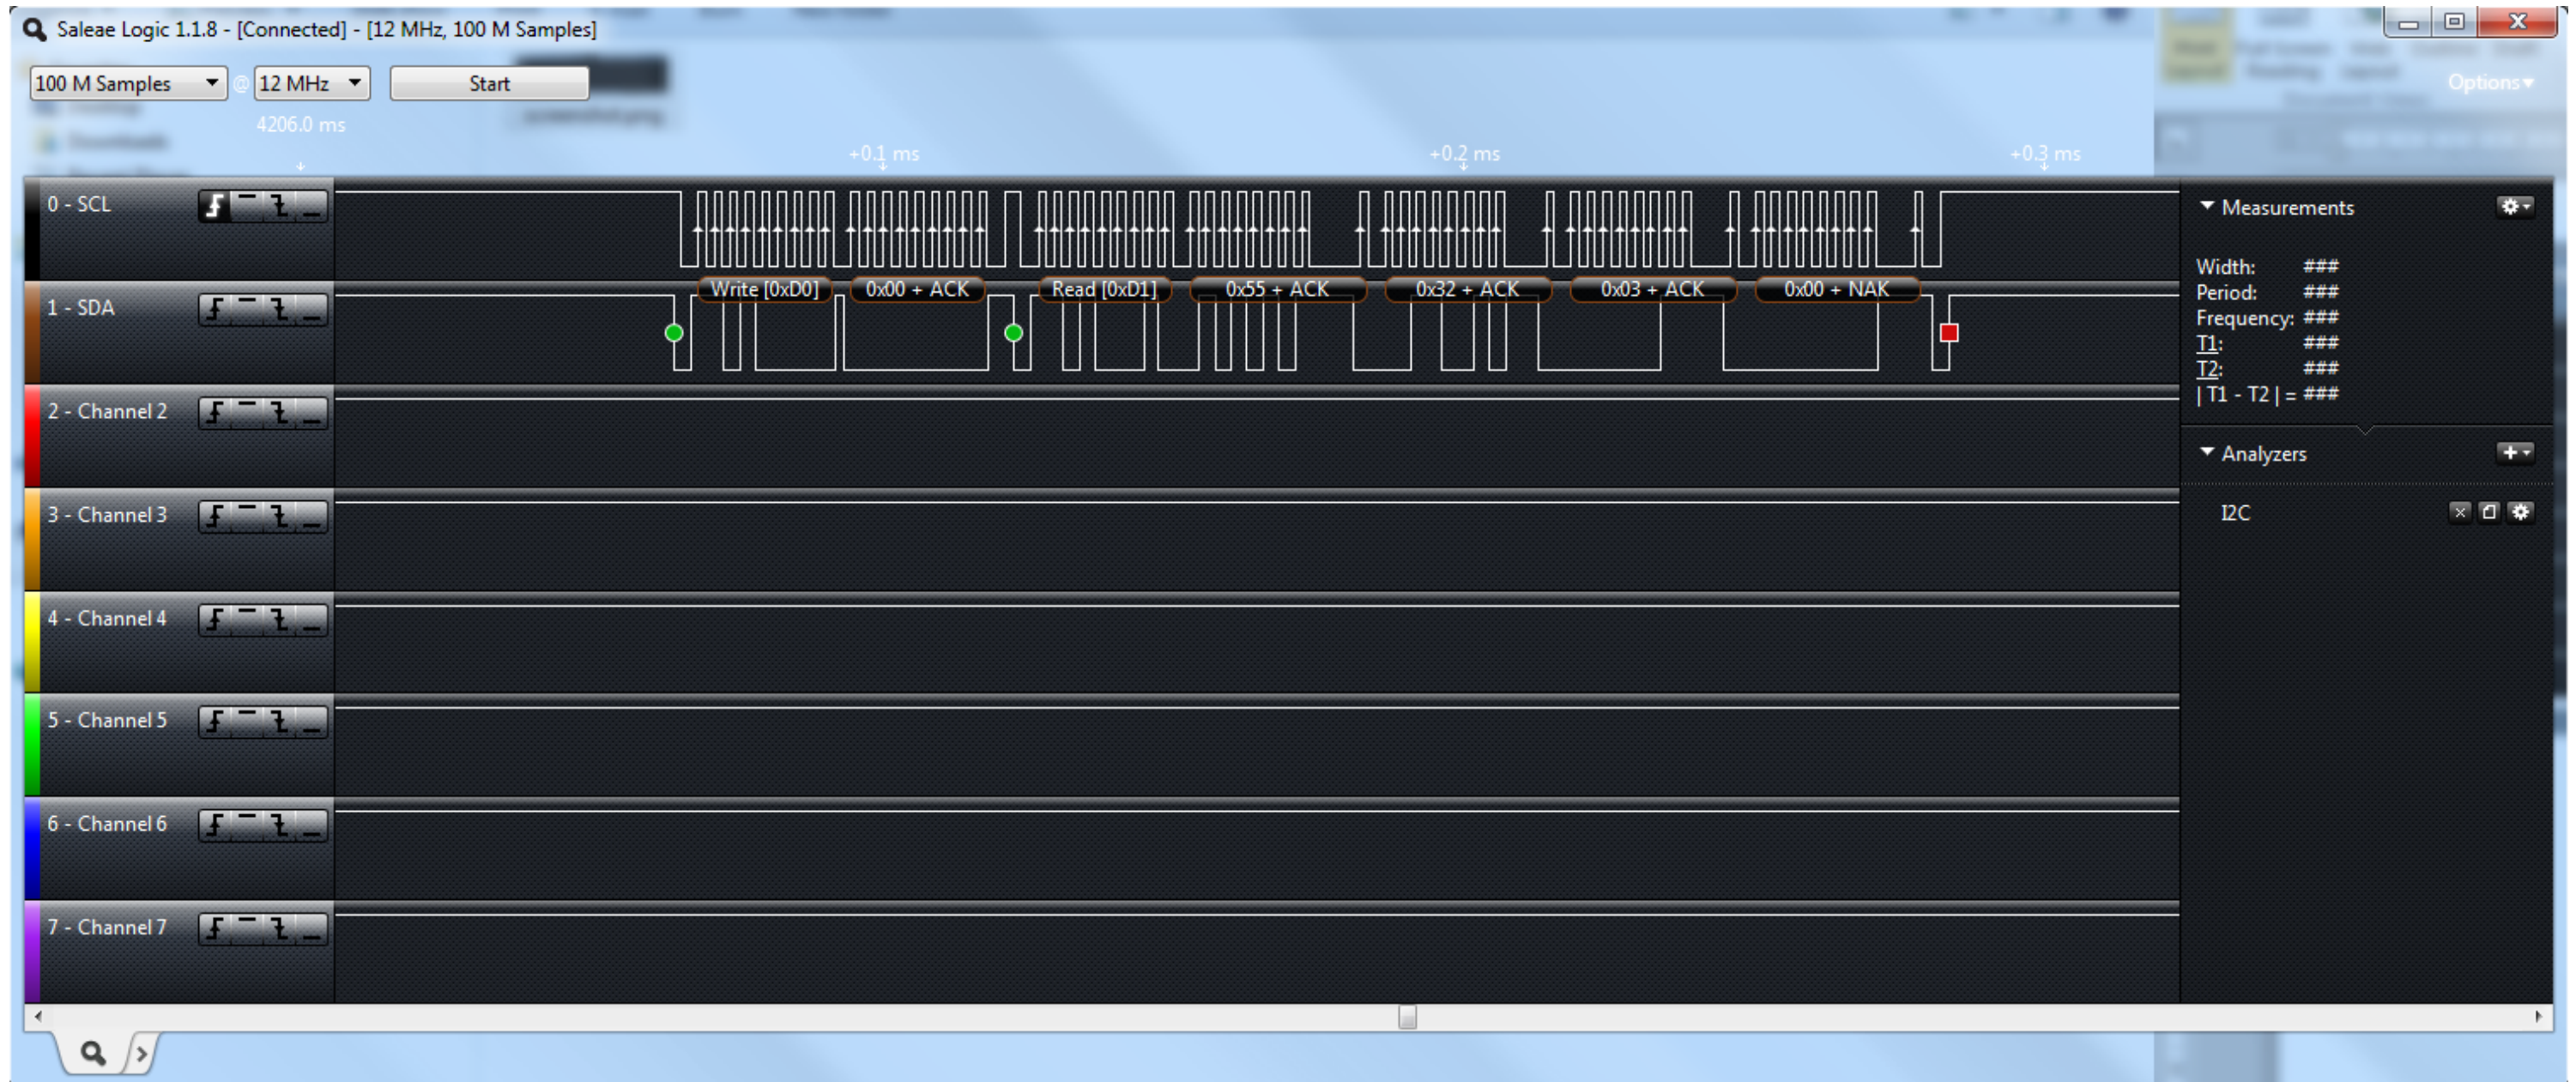 Saleae Logic 1.1.8 - [Connected] - [12 MHz, 100 M Samples]
100 M Samples @ 12 MHz Start
Options
4206.0 ms
+0.1 ms +0.2 ms +0.3 ms
0 - SCL
Write [0xD0] 0x00 + ACK Read [0xD1] 0x55 + ACK 0x32 + ACK 0x03 + ACK 0x00 + NAK
1 - SDA
2 - Channel 2
3 - Channel 3
4 - Channel 4
5 - Channel 5
6 - Channel 6
7 - Channel 7
Measurements
Width: ###
Period: ###
Frequency: ###
T1: ###
T2: ###
| T1 - T2 | = ###
Analyzers
I2C